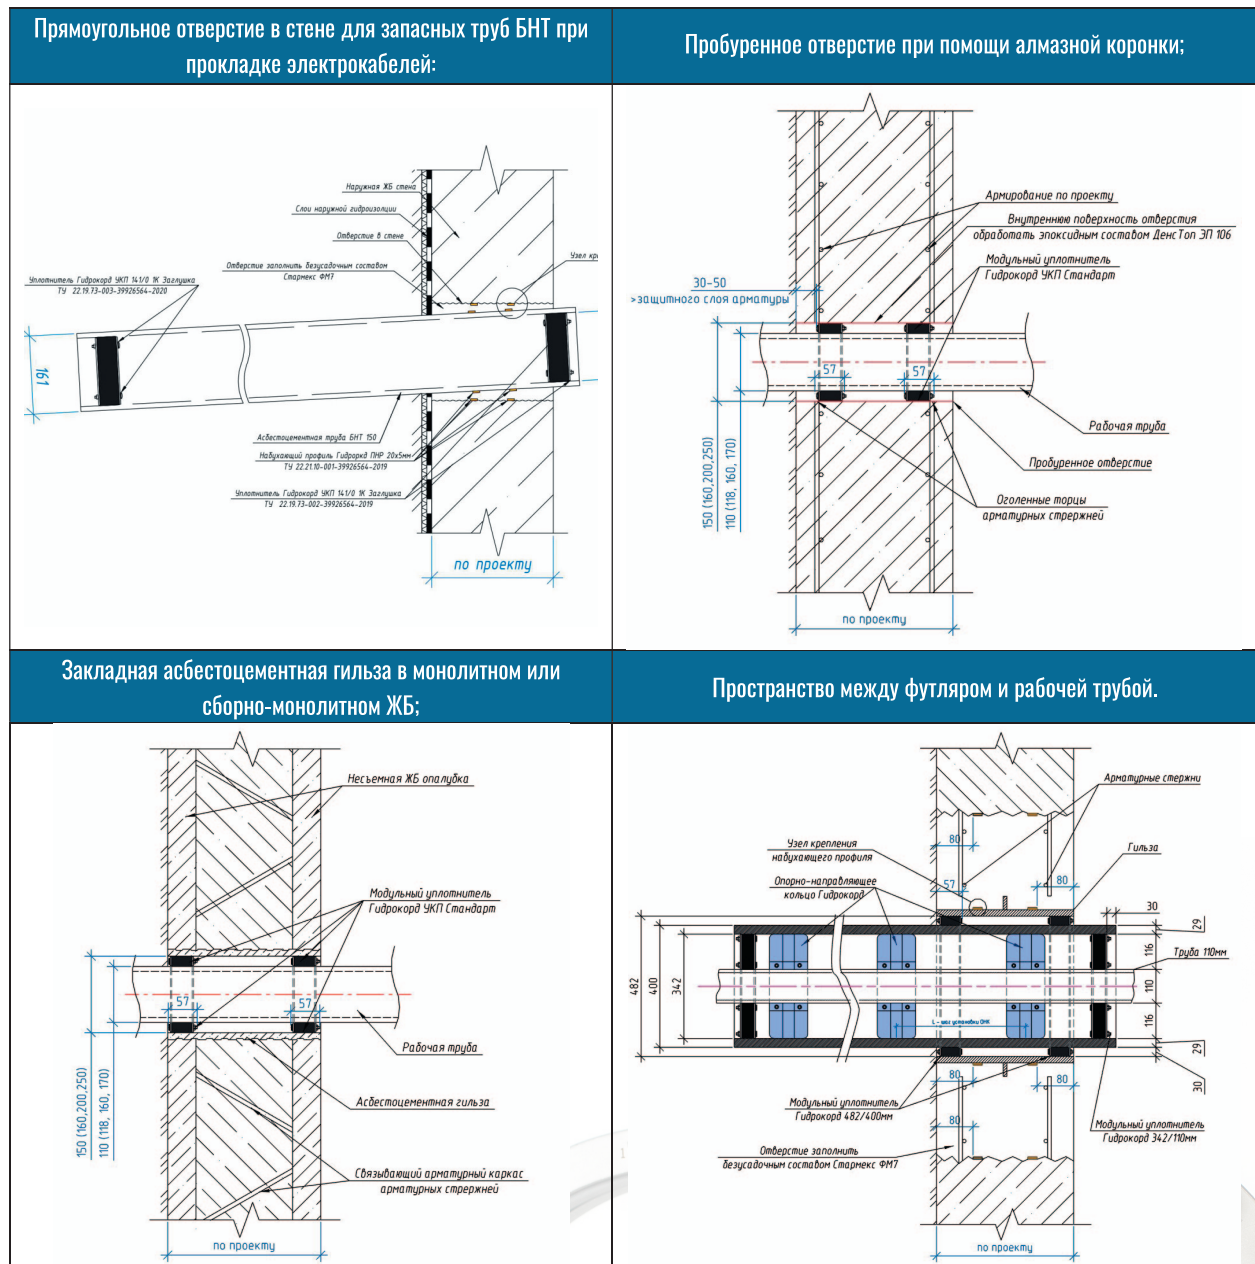 Прямоугольное отверстие в стене для запасных труб БНТ при
прокладке электрокабелей:
Пробуренное отверстие при помощи алмазной коронки;
Наружная ЖБ стена
Слои наружной гидроизолции
Отверстие в стене
Узел кре
Отверстие заполнить безусадочным составом
Стармекс ФМ7
Уплотнитель Гидрокорд УКП 141/0 1К Заглушка
ТУ 22.19.73-003-39926564-2020
161
Асбестоцементная труба БНТ 150
Набухающий профиль Гидроркд ПНР 20х5мм
ТУ 22.21.10-001-39926564-2019
Уплотнитель Гидрокорд УКП 141/0 1К Заглушка
ТУ 22.19.73-002-39926564-2019
по проекту
Армирование по проекту
Внутреннюю поверхность отверстия
обработать эпоксидным составом ДенсТоп ЭП 106
Модульный уплотнитель
Гидрокорд УКП Стандарт
30-50
>защитного слоя арматуры
57
57
Рабочая труба
Пробуренное отверстие
Оголенные торцы
арматурных стрержней
150 (160,200,250)
110 (118, 160, 170)
по проекту
Закладная асбестоцементная гильза в монолитном или
сборно-монолитном ЖБ;
Пространство между футляром и рабочей трубой.
Несъемная ЖБ опалубка
Модульный уплотнитель
Гидрокорд УКП Стандарт
57
57
Рабочая труба
Асбестоцементная гильза
Связывающий арматурный каркас
арматурных стрержней
150 (160,200,250)
110 (118, 160, 170)
по проекту
Арматурные стержни
Узел крепления
набухающего профиля
80
Гильза
Опорно-направляющее
кольцо Гидрокорд
57
80
30
29
116
Труба 110мм
110
116
29
30
482
400
342
L - шаг установки ОНК
80
80
80
Модульный уплотнитель
Гидрокорд 482/400мм
Модульный уплотнитель
Гидрокорд 342/110мм
Отверстие заполнить
безусадочным составом Стармекс ФМ7
по проекту